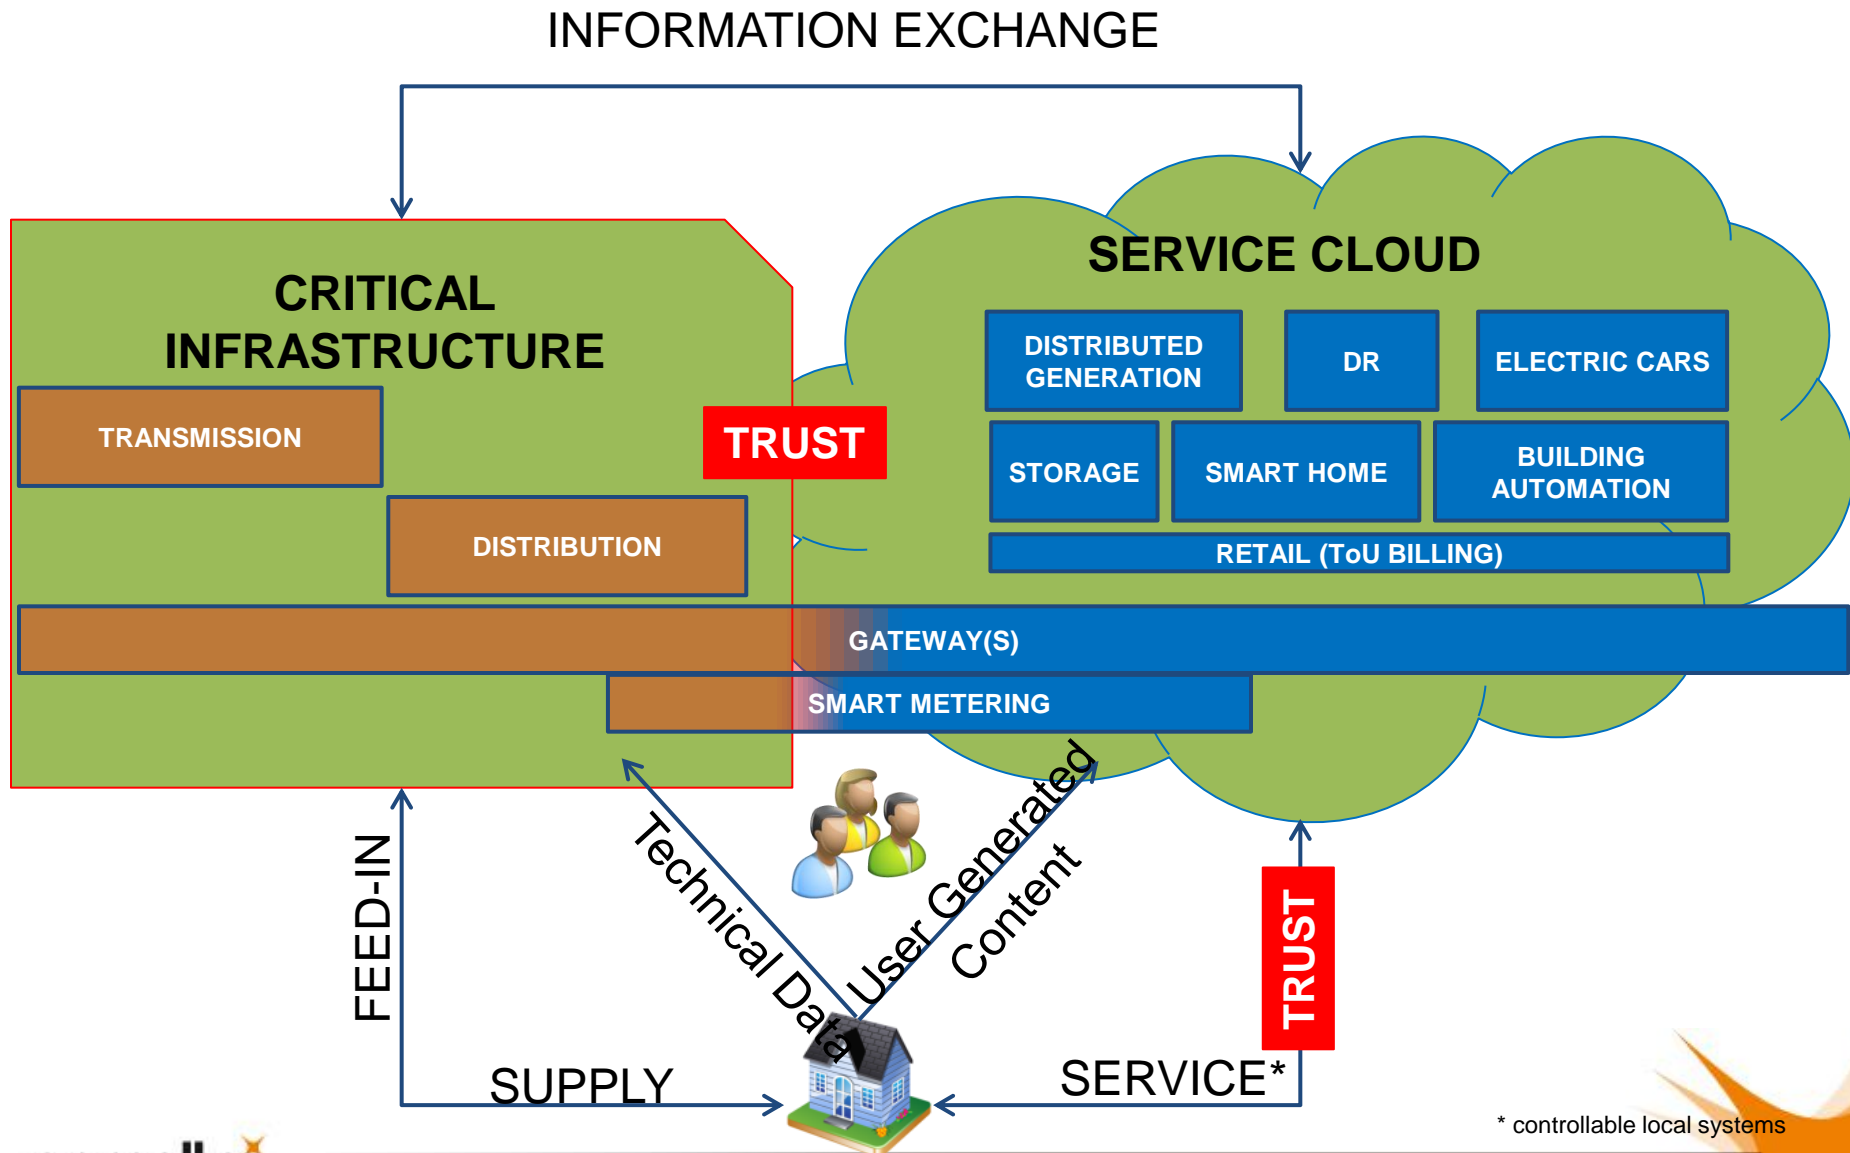 INFORMATION EXCHANGE
CRITICAL
INFRASTRUCTURE
TRANSMISSION
DISTRIBUTION
TRUST
SERVICE CLOUD
DISTRIBUTED
GENERATION
DR
ELECTRIC CARS
STORAGE
SMART HOME
BUILDING
AUTOMATION
RETAIL (ToU BILLING)
GATEWAY(S)
SMART METERING
FEED-IN
SUPPLY
Technical Data
User Generated
Content
TRUST
SERVICE*
* controllable local systems